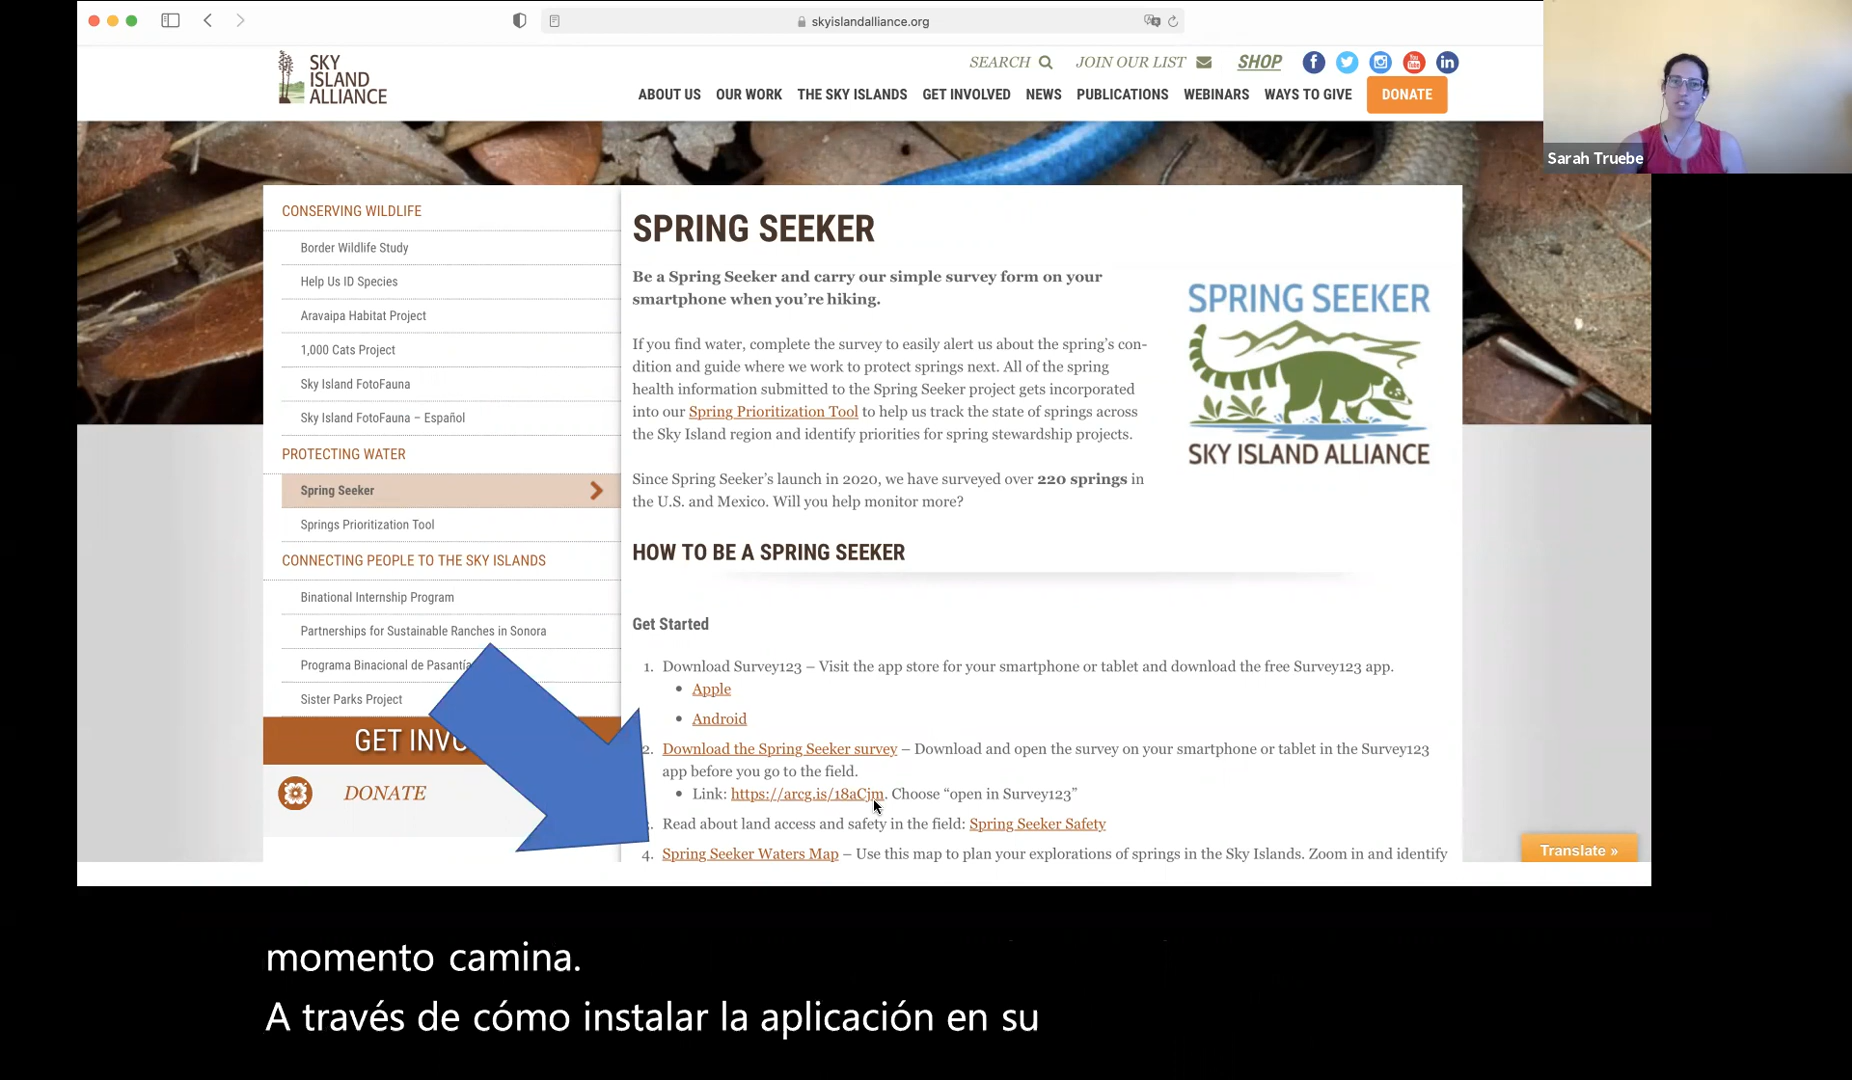 skyislandalliance.org
SKY
ISLAND
ALLIANCE
SEARCH
JOIN OUR LIST
SHOP
ABOUT US
OUR WORK
THE SKY ISLANDS
GET INVOLVED
NEWS
PUBLICATIONS
WEBINARS
WAYS TO GIVE
DONATE
Sarah Truebe
CONSERVING WILDLIFE
Border Wildlife Study
Help Us ID Species
Aravaipa Habitat Project
1,000 Cats Project
Sky Island FotoFauna
Sky Island FotoFauna – Español
PROTECTING WATER
Spring Seeker
Springs Prioritization Tool
CONNECTING PEOPLE TO THE SKY ISLANDS
Binational Internship Program
Partnerships for Sustainable Ranches in Sonora
Programa Binacional de Pasantía
Sister Parks Project
GET INVO
DONATE
SPRING SEEKER
Be a Spring Seeker and carry our simple survey form on your
smartphone when you're hiking.
If you find water, complete the survey to easily alert us about the spring's con-
dition and guide where we work to protect springs next. All of the spring
health information submitted to the Spring Seeker project gets incorporated
into our Spring Prioritization Tool to help us track the state of springs across
the Sky Island region and identify priorities for spring stewardship projects.
Since Spring Seeker's launch in 2020, we have surveyed over 220 springs in
the U.S. and Mexico. Will you help monitor more?
SPRING SEEKER
SKY ISLAND ALLIANCE
HOW TO BE A SPRING SEEKER
Get Started
1. Download Survey123 – Visit the app store for your smartphone or tablet and download the free Survey123 app.
• Apple
• Android
2. Download the Spring Seeker survey – Download and open the survey on your smartphone or tablet in the Survey123
app before you go to the field.
• Link: https://arcg.is/18aCjm. Choose “open in Survey123”
Read about land access and safety in the field: Spring Seeker Safety
4. Spring Seeker Waters Map – Use this map to plan your explorations of springs in the Sky Islands. Zoom in and identify
Translate »
momento camina.
A través de cómo instalar la aplicación en su